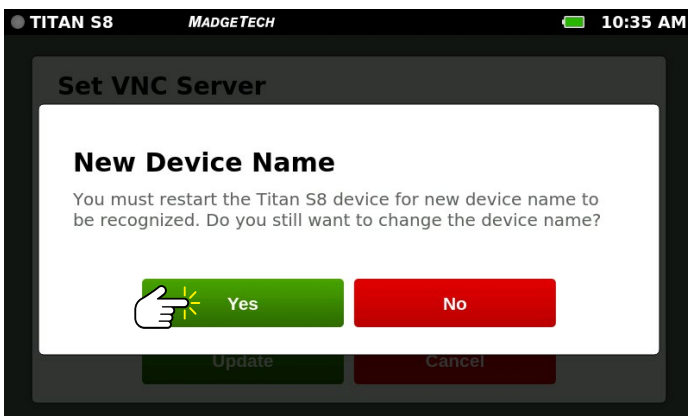 TITAN S8 MADGETECH 10:35 AM
Set VNC Server
New Device Name
You must restart the Titan S8 device for new device name to
be recognized. Do you still want to change the device name?
Yes No
Update Cancel